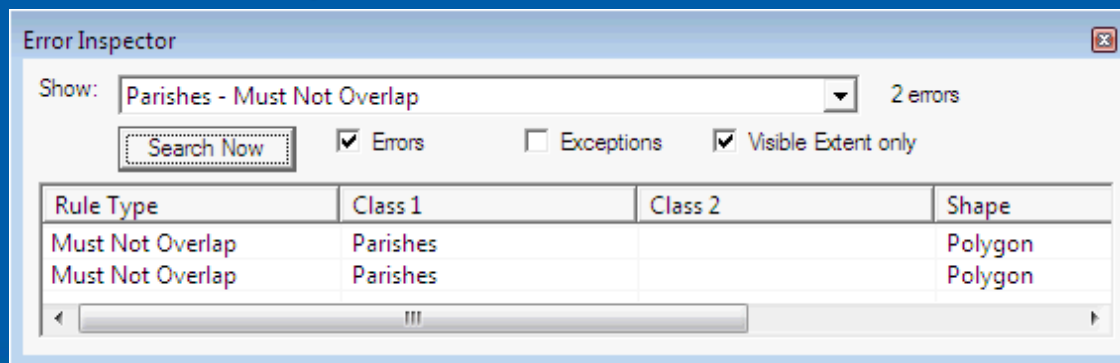 Error Inspector
Show: Parishes - Must Not Overlap 2 errors
Search Now Errors Exceptions Visible Extent only
Rule Type Class 1 Class 2 Shape
Must Not Overlap Parishes Polygon
Must Not Overlap Parishes Polygon